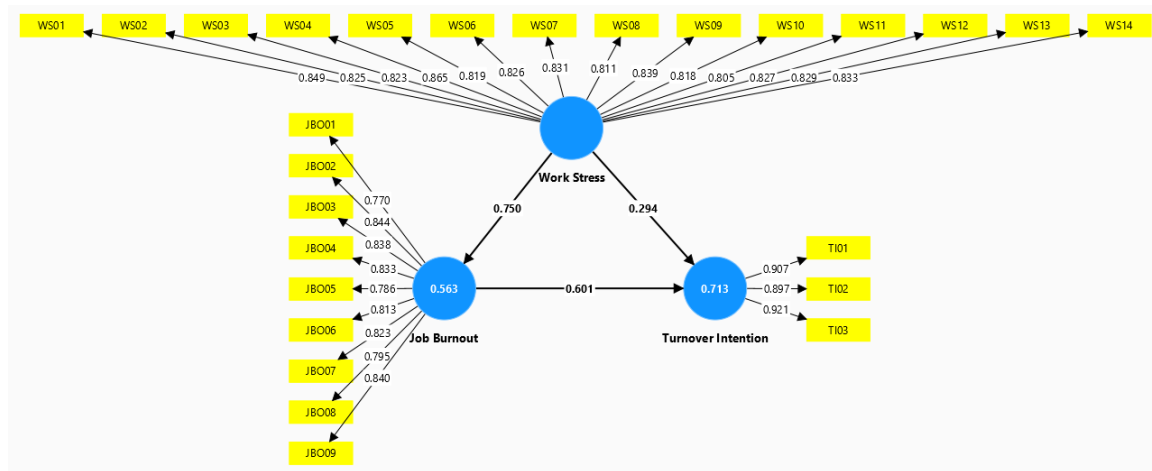 WS01 WS02 WS03 WS04 WS05 WS06 WS07 WS08 WS09 WS10 WS11 WS12 WS13 WS14
0.849 0.825 0.823 0.865 0.819 0.826 0.831 0.811 0.839 0.818 0.805 0.827 0.829 0.833
JBO01
JBO02
Work Stress
0.770
JBO03
0.750
0.294
0.844
0.838
JBO04
TI01
0.833
0.907
JBO05
0.786
0.563
0.601
0.713
0.897
TI02
0.813
0.921
JBO06
TI03
0.823
Job Burnout
Turnover Intention
0.795
JBO07
0.840
JBO08
JBO09